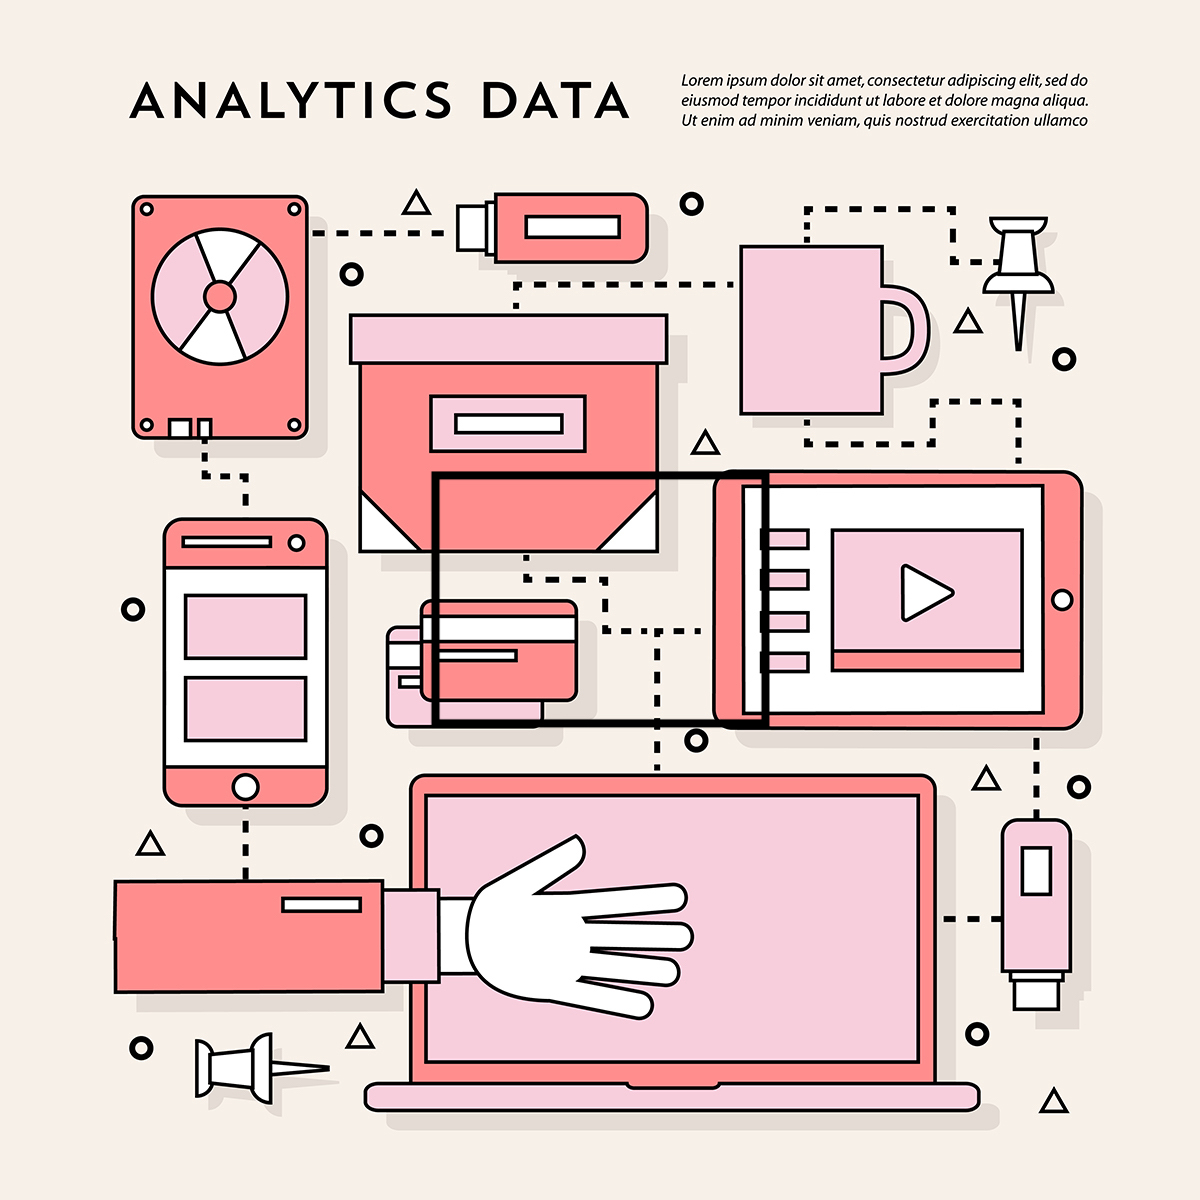 ANALYTICS DATA
Lorem ipsum dolor sit amet, consectetur adipiscing elit, sed do
eiusmod tempor incididunt ut labore et dolore magna aliqua.
Ut enim ad minim veniam, quis nostrud exercitation ullamco